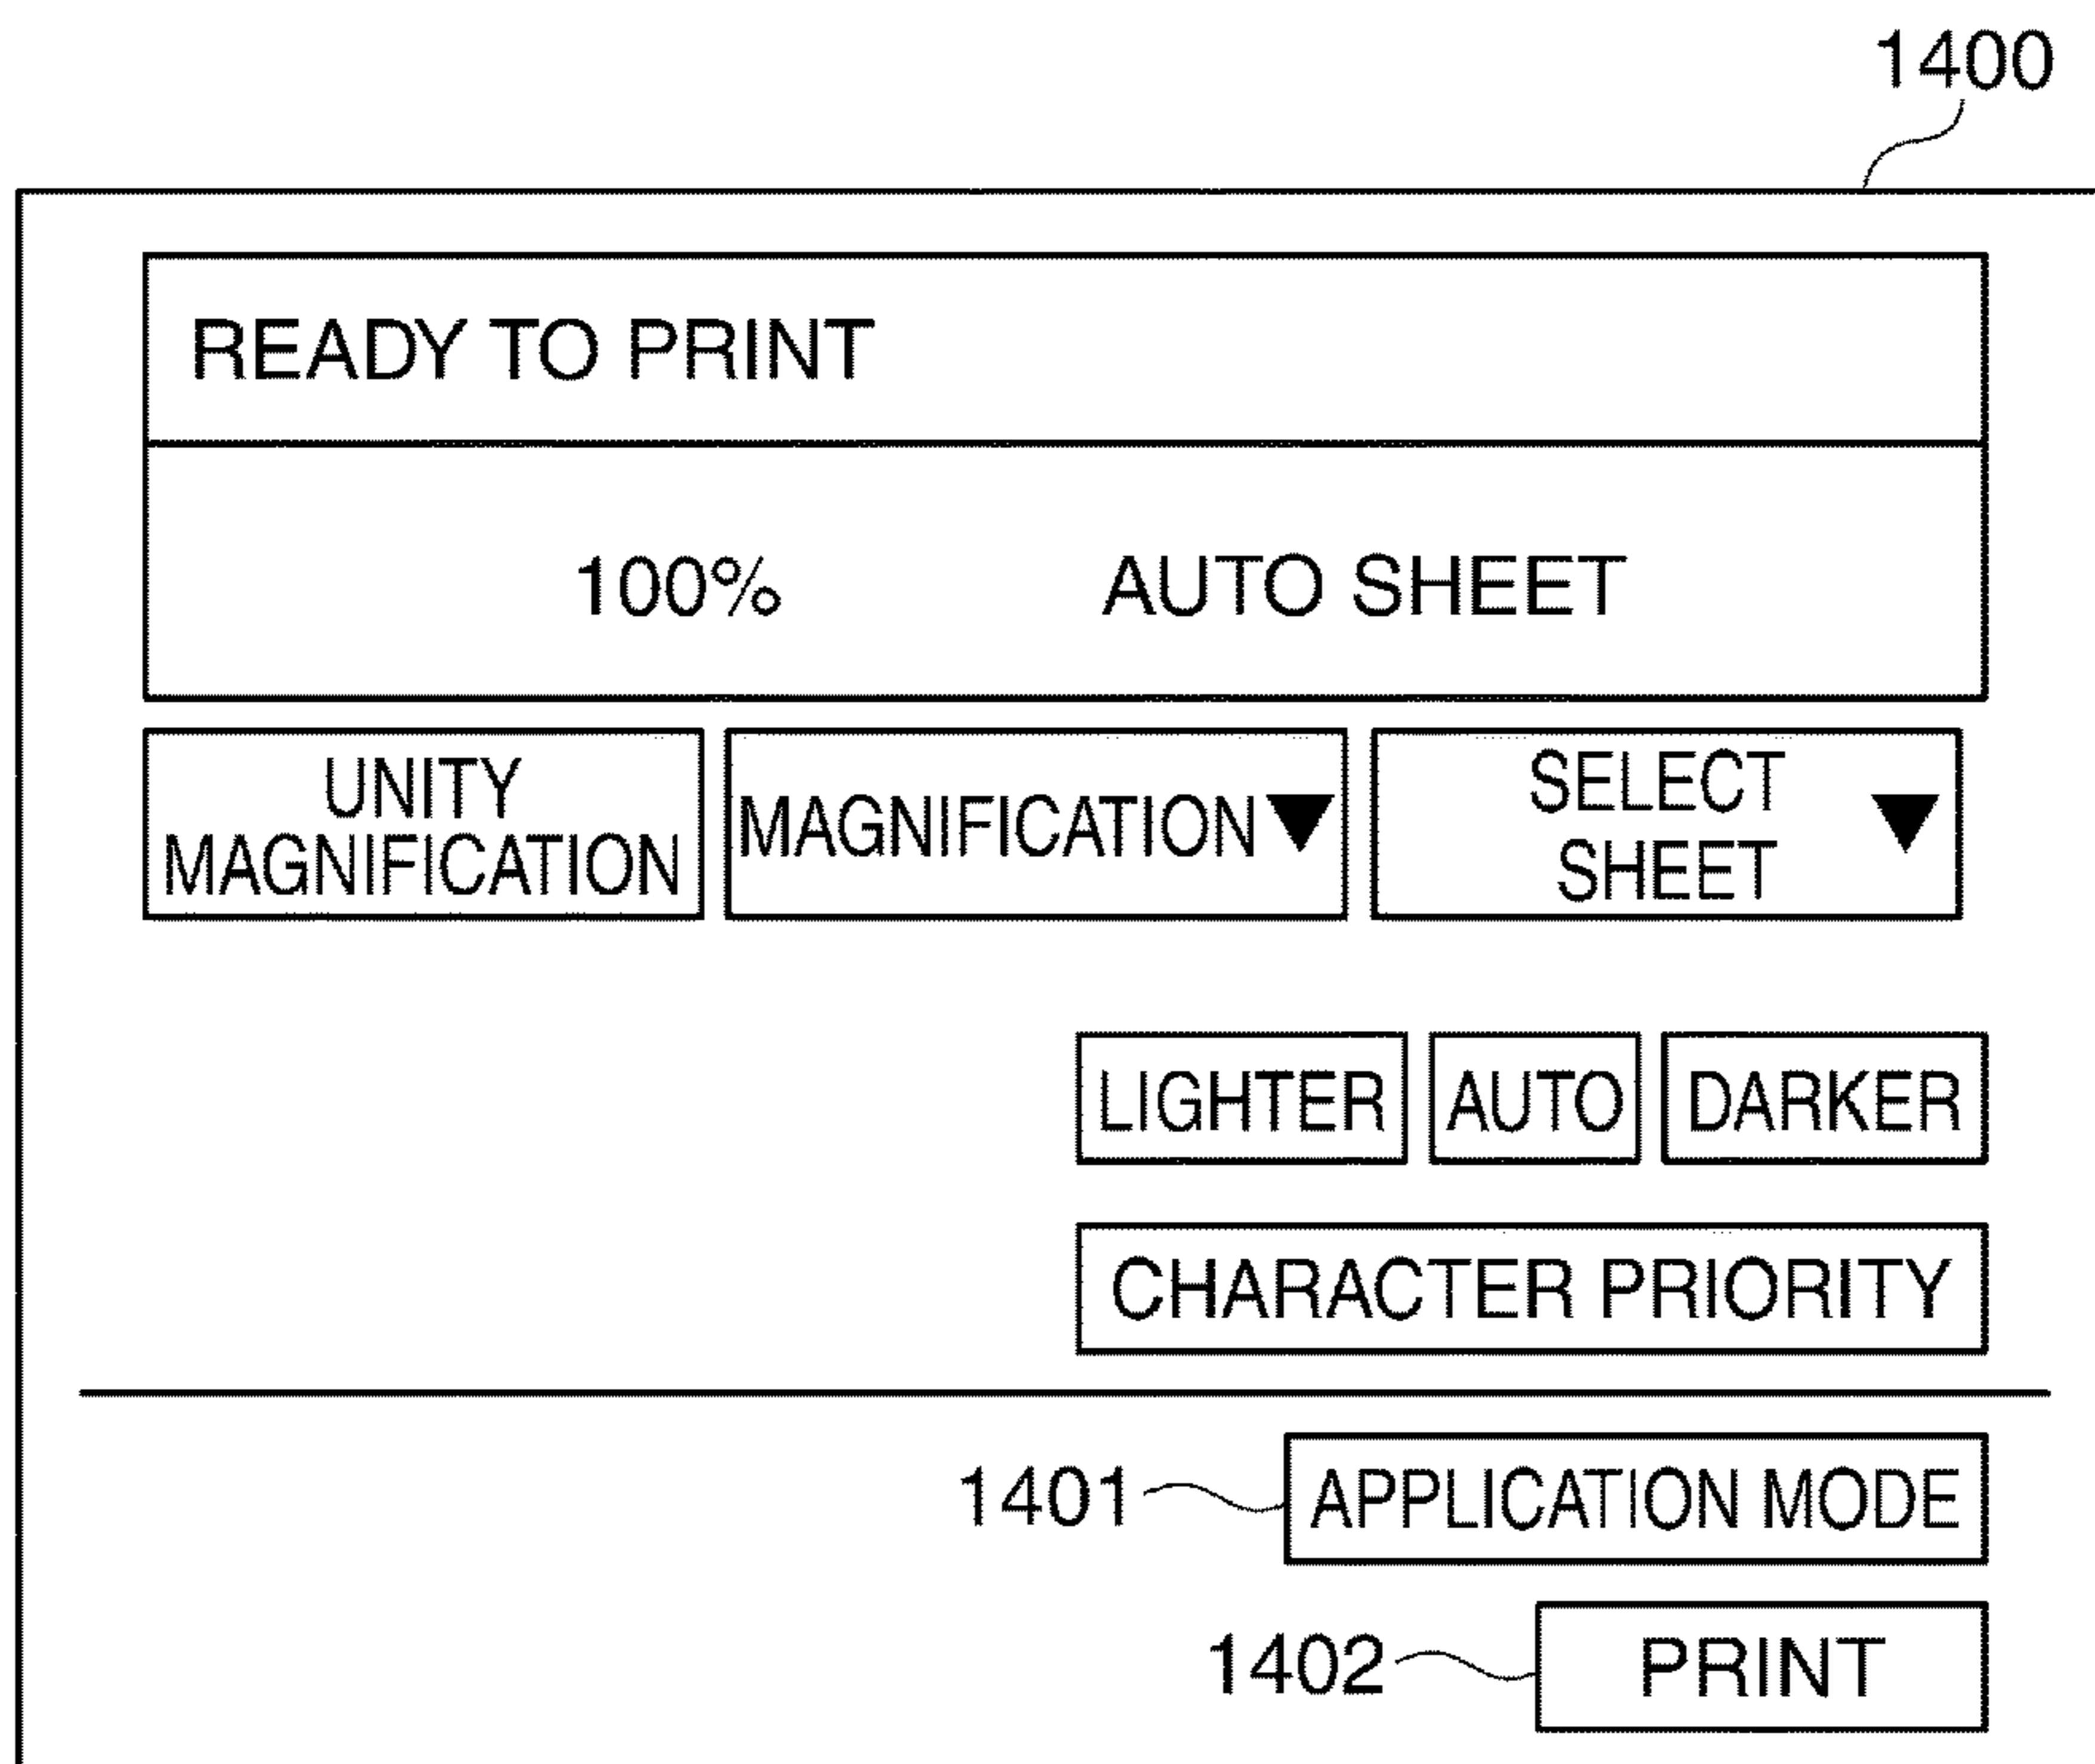 1400
READY TO PRINT
100% AUTO SHEET
UNITY
MAGNIFICATION
MAGNIFICATION▼
SELECT
SHEET ▼
LIGHTER AUTO DARKER
CHARACTER PRIORITY
1401 APPLICATION MODE
1402 PRINT